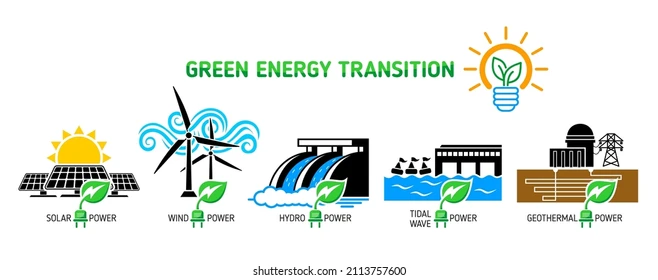 GREEN ENERGY TRANSITION
SOLAR POWER
WIND POWER
HYDRO POWER
TIDAL WAVE POWER
GEOTHERMAL POWER
shutterstock.com · 2113757600